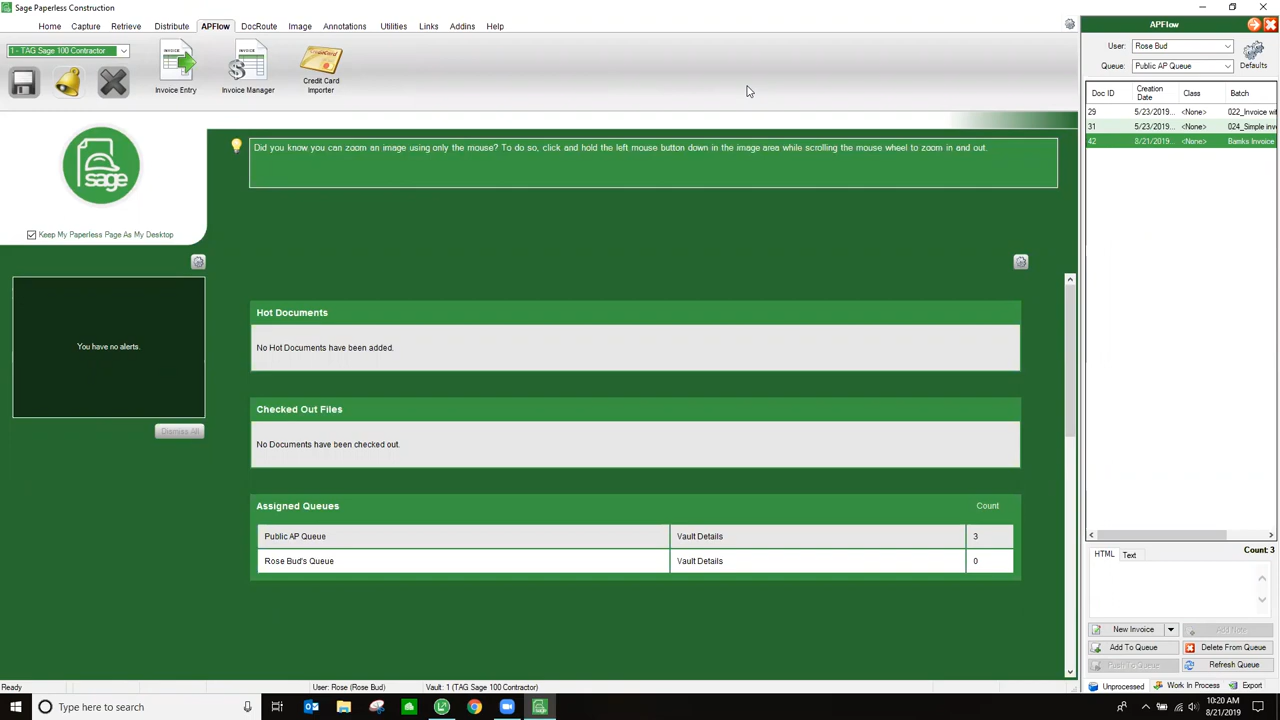 Sage Paperless Construction
Home Capture Retrieve Distribute APFlow DocRoute Image Annotations Utilities Links Addins Help
1 - TAG Sage 100 Contractor
Invoice Entry
Invoice Manager
Credit Card
Importer
sage
Keep My Paperless Page As My Desktop
Did you know you can zoom an image using only the mouse? To do so, click and hold the left mouse button down in the image area while scrolling the mouse wheel to zoom in and out.
You have no alerts.
Dismiss All
Hot Documents
No Hot Documents have been added.
Checked Out Files
No Documents have been checked out.
Assigned Queues Count
Public AP Queue Vault Details 3
Rose Bud's Queue Vault Details 0
APFlow
User: Rose Bud
Queue: Public AP Queue
Defaults
Doc ID Creation Date Class Batch
29 5/23/2019... <None> 022_Invoice wi
31 5/23/2019... <None> 024_Simple inv
42 8/21/2019... <None> Bamks Invoice
HTML Text Count: 3
New Invoice Add Note
Add To Queue Delete From Queue
Push To Queue Refresh Queue
Unprocessed Work In Process Export
Ready User: Rose (Rose Bud) Vault: 1 (TAG Sage 100 Contractor)
Type here to search
10:20 AM
8/21/2019